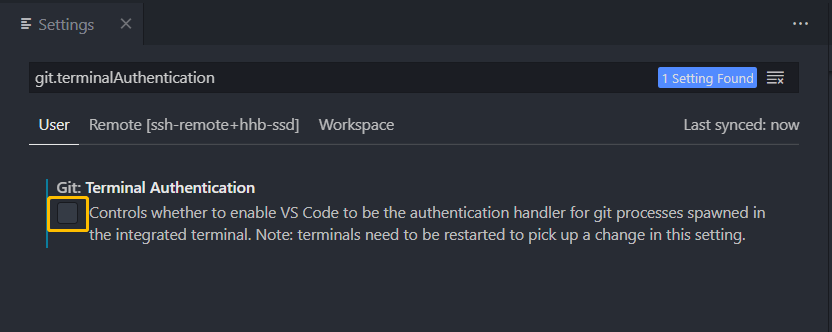 Settings
git.terminalAuthentication
1 Setting Found
User Remote [ssh-remote+hhb-ssd] Workspace Last synced: now
Git: Terminal Authentication
Controls whether to enable VS Code to be the authentication handler for git processes spawned in
the integrated terminal. Note: terminals need to be restarted to pick up a change in this setting.